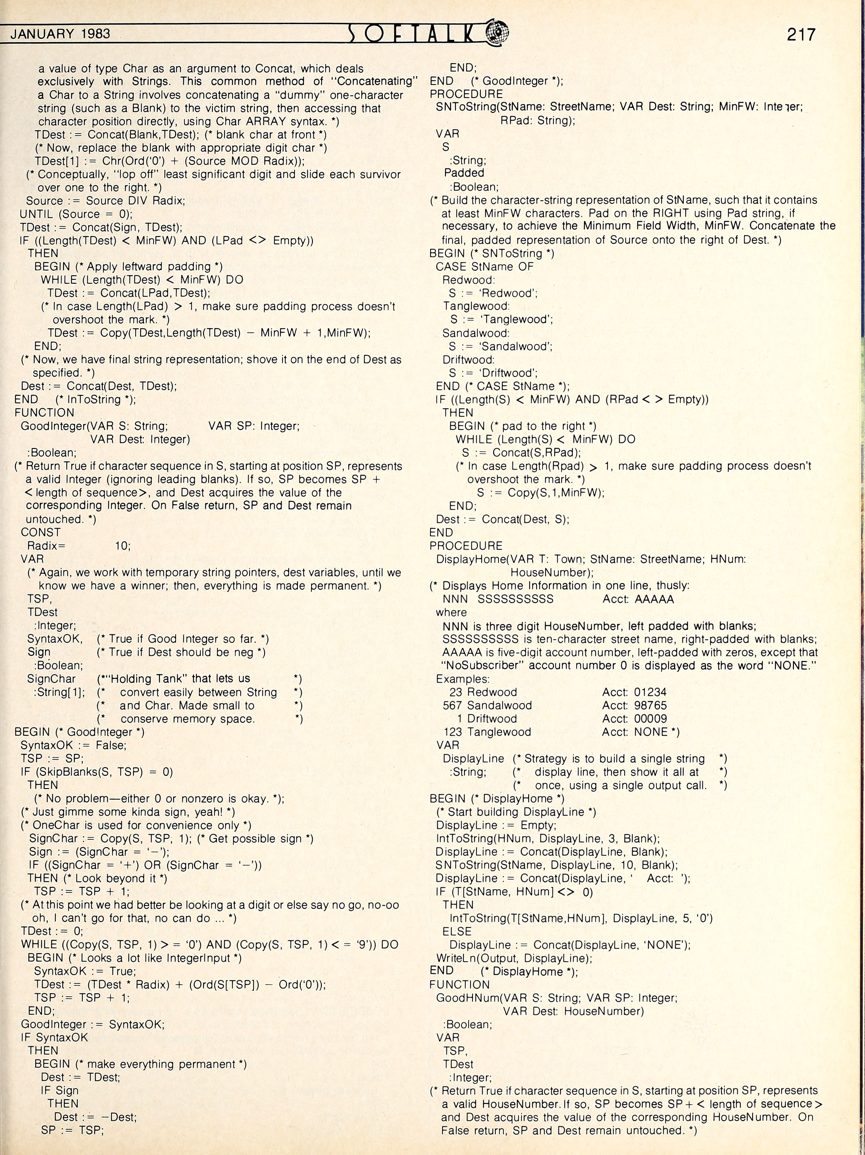 JANUARY 1983
SOFTALK
217
a value of type Char as an argument to Concat, which deals
exclusively with Strings. This common method of "Concatenating"
a Char to a String involves concatenating a "dummy" one-character
string (such as a Blank) to the victim string, then accessing that
character position directly, using Char ARRAY syntax. *)
TDest := Concat(Blank,TDest); (* blank char at front *)
(* Now, replace the blank with appropriate digit char *)
TDest[1] := Chr(Ord('0') + (Source MOD Radix));
(* Conceptually, "lop off" least significant digit and slide each survivor
over one to the right. *)
Source := Source DIV Radix;
UNTIL (Source = 0);
TDest := Concat(Sign, TDest);
IF ((Length(TDest) < MinFW) AND (LPad <> Empty))
THEN
BEGIN (* Apply leftward padding *)
WHILE (Length(TDest) < MinFW) DO
TDest := Concat(LPad,TDest);
(* In case Length(LPad) > 1, make sure padding process doesn't
overshoot the mark. *)
TDest := Copy(TDest,Length(TDest) − MinFW + 1,MinFW);
END;
(* Now, we have final string representation; shove it on the end of Dest as
specified. *)
Dest := Concat(Dest, TDest);
END (* InToString *);
FUNCTION
GoodInteger(VAR S: String; VAR SP: Integer;
VAR Dest: Integer)
:Boolean;
(* Return True if character sequence in S, starting at position SP, represents
a valid Integer (ignoring leading blanks). If so, SP becomes SP +
< length of sequence>, and Dest acquires the value of the
corresponding Integer. On False return, SP and Dest remain
untouched. *)
CONST
Radix= 10;
VAR
(* Again, we work with temporary string pointers, dest variables, until we
know we have a winner; then, everything is made permanent. *)
TSP,
TDest
:Integer;
SyntaxOK, (* True if Good Integer so far. *)
Sign (* True if Dest should be neg *)
:Boolean;
SignChar (*"Holding Tank" that lets us *)
:String[1]; (* convert easily between String *)
(* and Char. Made small to *)
(* conserve memory space. *)
BEGIN (* GoodInteger *)
SyntaxOK := False;
TSP := SP;
IF (SkipBlanks(S, TSP) = 0)
THEN
(* No problem—either 0 or nonzero is okay. *);
(* Just gimme some kinda sign, yeah! *)
(* OneChar is used for convenience only *)
SignChar := Copy(S, TSP, 1); (* Get possible sign *)
Sign := (SignChar = '−');
IF ((SignChar = '+') OR (SignChar = '−'))
THEN (* Look beyond it *)
TSP := TSP + 1;
(* At this point we had better be looking at a digit or else say no go, no-oo
oh, I can't go for that, no can do ... *)
TDest := 0;
WHILE ((Copy(S, TSP, 1) > = '0') AND (Copy(S, TSP, 1) < = '9')) DO
BEGIN (* Looks a lot like IntegerInput *)
SyntaxOK := True;
TDest := (TDest * Radix) + (Ord(S[TSP]) − Ord('0'));
TSP := TSP + 1;
END;
GoodInteger := SyntaxOK;
IF SyntaxOK
THEN
BEGIN (* make everything permanent *)
Dest := TDest;
IF Sign
THEN
Dest := −Dest;
SP := TSP;
END;
END (* GoodInteger *);
PROCEDURE
SNToString(StName: StreetName; VAR Dest: String; MinFW: Integer;
RPad: String);
VAR
S
:String;
Padded
:Boolean;
(* Build the character-string representation of StName, such that it contains
at least MinFW characters. Pad on the RIGHT using Pad string, if
necessary, to achieve the Minimum Field Width, MinFW. Concatenate the
final, padded representation of Source onto the right of Dest. *)
BEGIN (* SNToString *)
CASE StName OF
Redwood:
S := 'Redwood';
Tanglewood:
S := 'Tanglewood';
Sandalwood:
S := 'Sandalwood';
Driftwood:
S := 'Driftwood';
END (* CASE StName *);
IF ((Length(S) < MinFW) AND (RPad < > Empty))
THEN
BEGIN (* pad to the right *)
WHILE (Length(S) < MinFW) DO
S := Concat(S,RPad);
(* In case Length(Rpad) > 1, make sure padding process doesn't
overshoot the mark. *)
S := Copy(S,1,MinFW);
END;
Dest := Concat(Dest, S);
END
PROCEDURE
DisplayHome(VAR T: Town; StName: StreetName; HNum:
HouseNumber);
(* Displays Home Information in one line, thusly:
NNN SSSSSSSSSS Acct: AAAAA
where
NNN is three digit HouseNumber, left padded with blanks;
SSSSSSSSSS is ten-character street name, right-padded with blanks;
AAAAA is five-digit account number, left-padded with zeros, except that
"NoSubscriber" account number 0 is displayed as the word "NONE."
Examples:
23 Redwood Acct: 01234
567 Sandalwood Acct: 98765
1 Driftwood Acct: 00009
123 Tanglewood Acct: NONE *)
VAR
DisplayLine (* Strategy is to build a single string *)
:String; (* display line, then show it all at *)
(* once, using a single output call. *)
BEGIN (* DisplayHome *)
(* Start building DisplayLine *)
DisplayLine := Empty;
IntToString(HNum, DisplayLine, 3, Blank);
DisplayLine := Concat(DisplayLine, Blank);
SNToString(StName, DisplayLine, 10, Blank);
DisplayLine := Concat(DisplayLine, ' Acct: ');
IF (T[StName, HNum] <> 0)
THEN
IntToString(T[StName,HNum], DisplayLine, 5, '0')
ELSE
DisplayLine := Concat(DisplayLine, 'NONE');
WriteLn(Output, DisplayLine);
END (* DisplayHome *);
FUNCTION
GoodHNum(VAR S: String; VAR SP: Integer;
VAR Dest: HouseNumber)
:Boolean;
VAR
TSP,
TDest
:Integer;
(* Return True if character sequence in S, starting at position SP, represents
a valid HouseNumber. If so, SP becomes SP + < length of sequence>
and Dest acquires the value of the corresponding HouseNumber. On
False return, SP and Dest remain untouched. *)